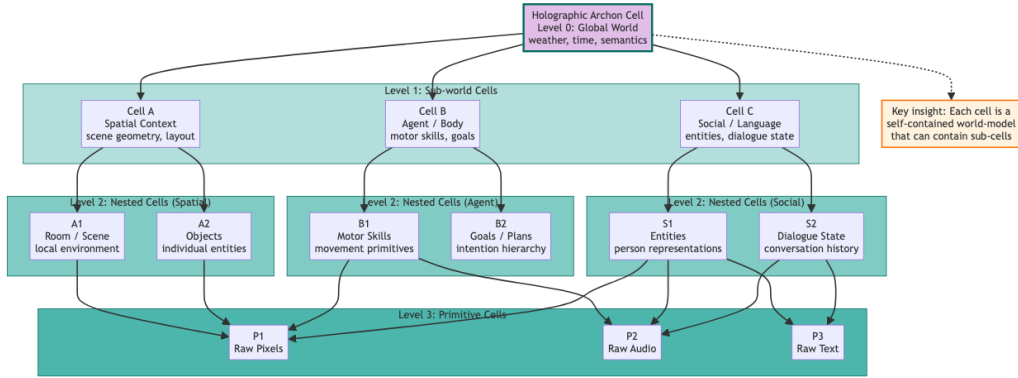 Holographic Archon Cell
Level 0: Global World
weather, time, semantics
Level 1: Sub-world Cells
Cell A
Spatial Context
scene geometry, layout
Cell B
Agent / Body
motor skills, goals
Cell C
Social / Language
entities, dialogue state
Key insight: Each cell is a
self-contained world-model
that can contain sub-cells
Level 2: Nested Cells (Spatial)
A1
Room / Scene
local environment
A2
Objects
individual entities
Level 2: Nested Cells (Agent)
B1
Motor Skills
movement primitives
B2
Goals / Plans
intention hierarchy
Level 2: Nested Cells (Social)
S1
Entities
person representations
S2
Dialogue State
conversation history
Level 3: Primitive Cells
P1
Raw Pixels
P2
Raw Audio
P3
Raw Text